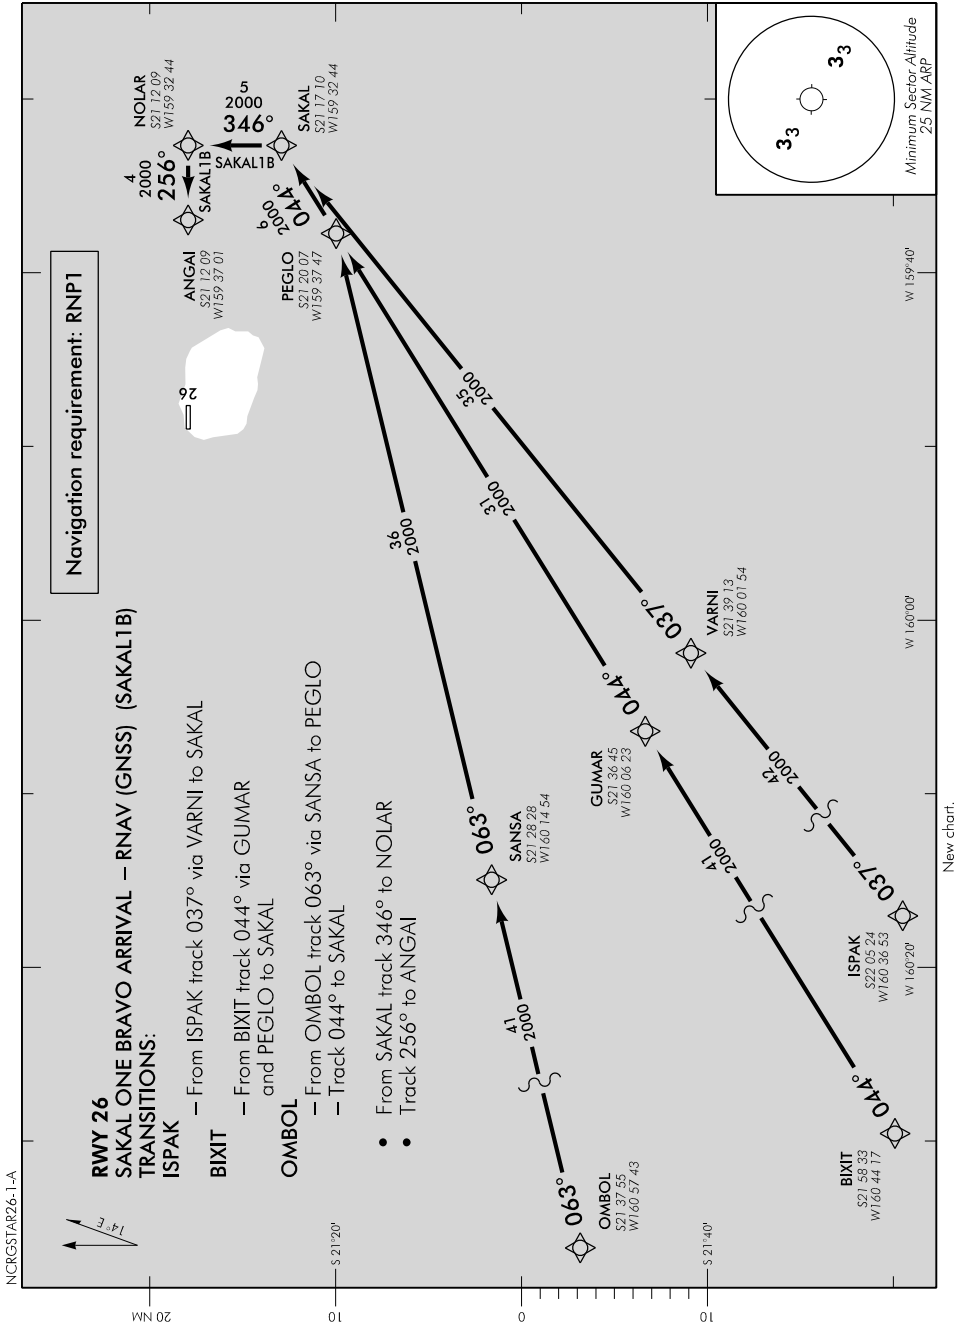 NCRGSTAR26-1-A
RWY 26
SAKAL ONE BRAVO ARRIVAL – RNAV (GNSS) (SAKAL1B)
TRANSITIONS:
ISPAK
– From ISPAK track 037° via VARNI to SAKAL
BIXIT
– From BIXIT track 044° via GUMAR
and PEGLO to SAKAL
OMBOL
– From OMBOL track 063° via SANSA to PEGLO
– Track 044° to SAKAL
• From SAKAL track 346° to NOLAR
• Track 256° to ANGAI
Navigation requirement: RNP1
14° E
NOLAR
S21 12 09
W159 32 44
4
2000
256°
SAKAL1B
ANGAI
S21 12 09
W159 37 01
5
2000
346°
SAKAL1B
SAKAL
S21 17 10
W159 32 44
6
2000
044°
PEGLO
S21 20 07
W159 37 47
26
36
2000
31
2000
35
2000
063°
SANSA
S21 28 28
W160 14 54
044°
GUMAR
S21 36 45
W160 06 23
037°
VARNI
S21 39 13
W160 01 54
41
2000
41
2000
42
2000
063°
OMBOL
S21 37 55
W160 57 43
044°
BIXIT
S21 58 33
W160 44 17
037°
ISPAK
S22 05 24
W160 36 53
33
33
Minimum Sector Altitude
25 NM ARP
20 NM
10
0
10
S 21°20'
S 21°40'
W 160°20'
W 160°00'
W 159°40'
New chart.